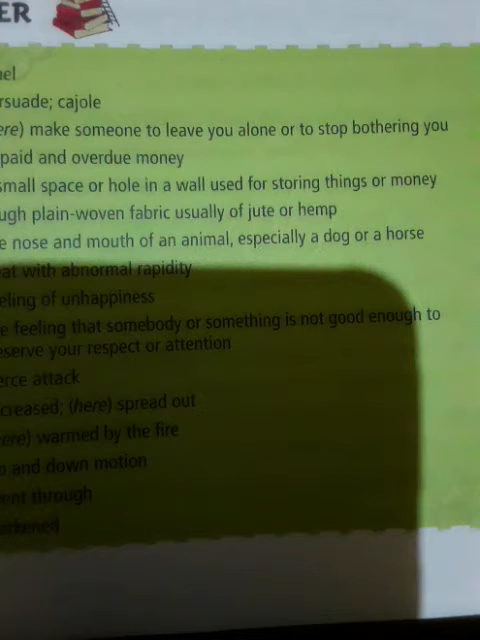 ER
el
rsuade; cajole
ere) make someone to leave you alone or to stop bothering you
paid and overdue money
small space or hole in a wall used for storing things or money
ugh plain-woven fabric usually of jute or hemp
e nose and mouth of an animal, especially a dog or a horse
eat with abnormal rapidity
eling of unhappiness
e feeling that somebody or something is not good enough to
eserve your respect or attention
erce attack
creased; (here) spread out
ere) warmed by the fire
and down motion
ent through
arkened